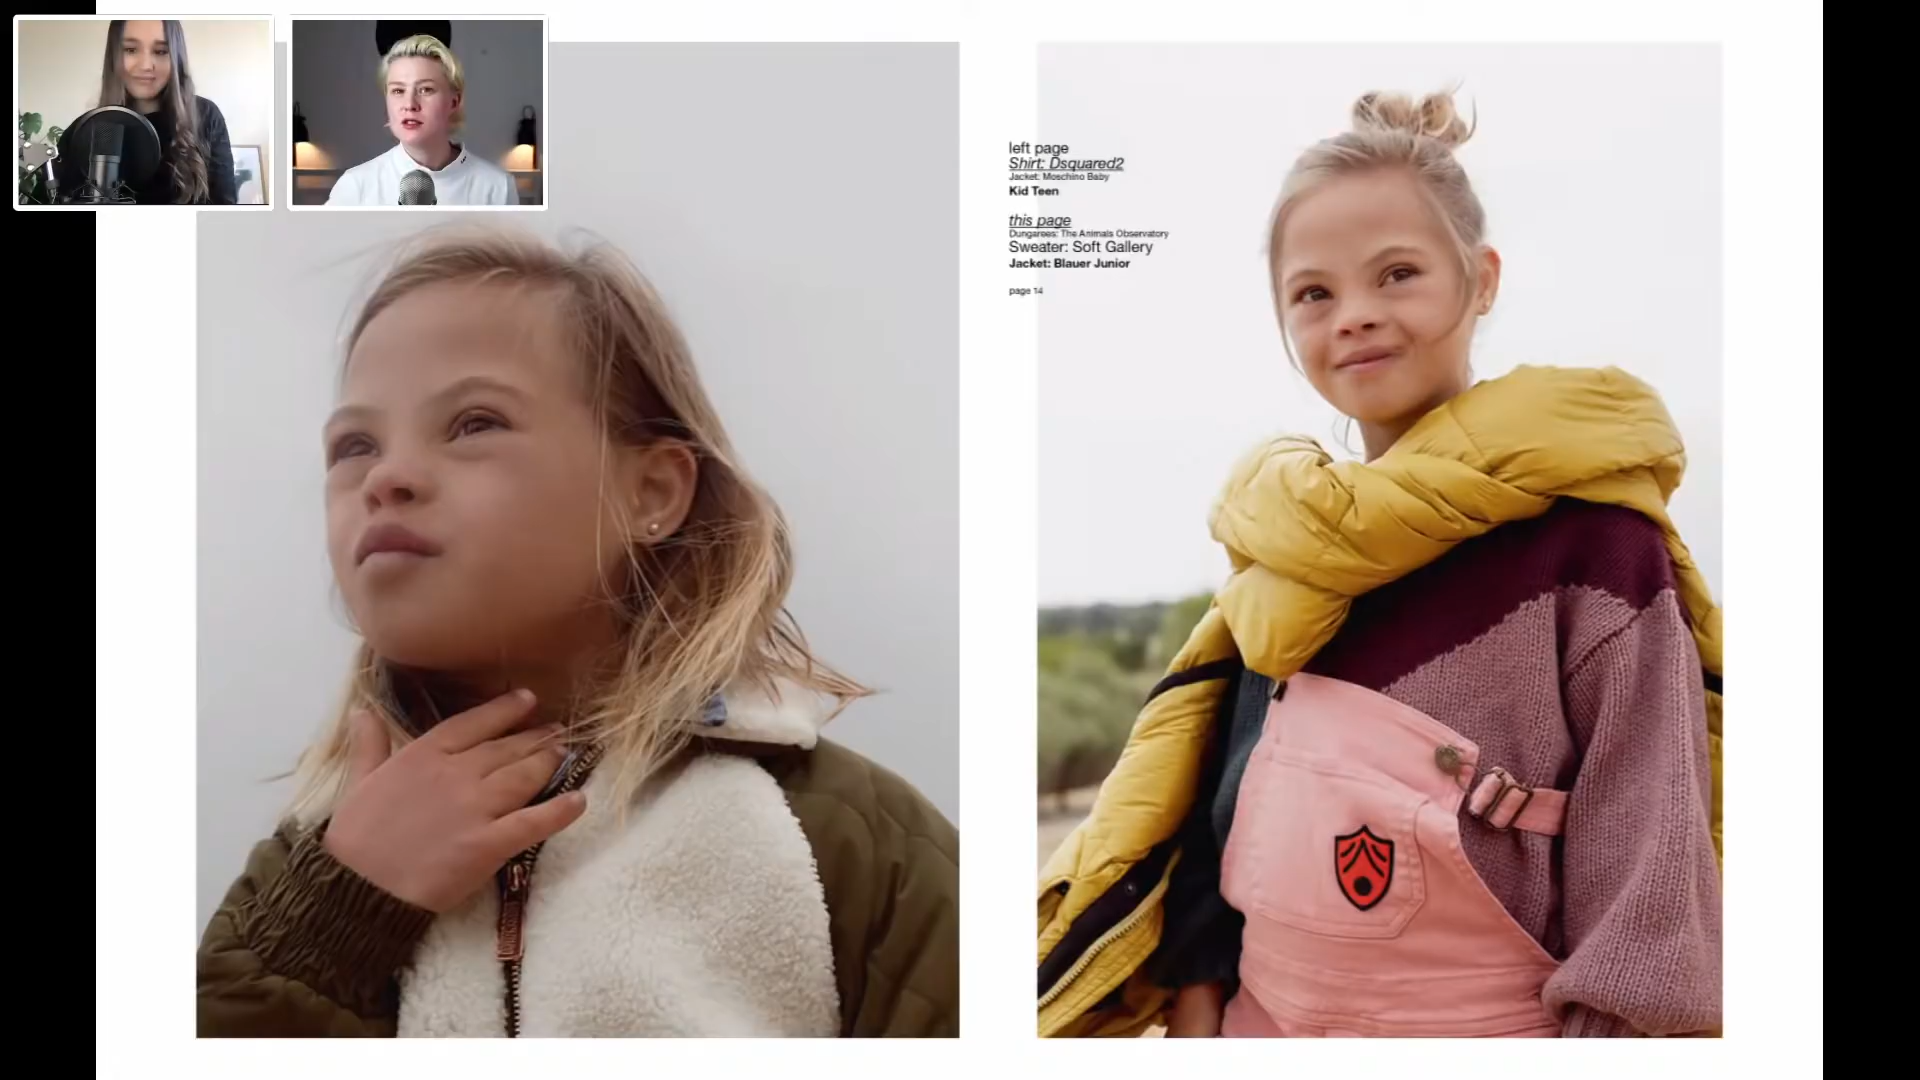 left page
Shirt: Dsquared2
Jacket: Moschino Baby
Kid Teen
this page
Dungarees: The Animals Observatory
Sweater: Soft Gallery
Jacket: Blauer Junior
page 14